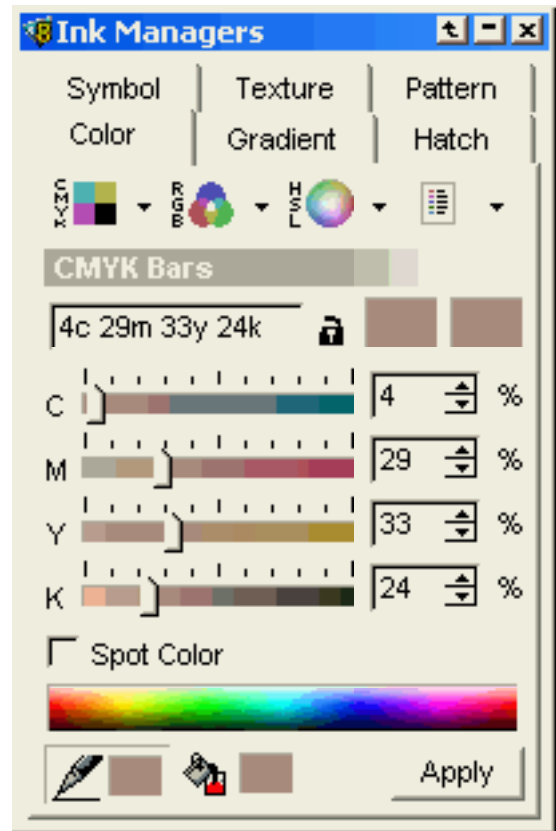 Ink Managers
Symbol Texture Pattern
Color Gradient Hatch
CMYK RGB HSL
CMYK Bars
4c 29m 33y 24k
C 4 %
M 29 %
Y 33 %
K 24 %
Spot Color
Apply